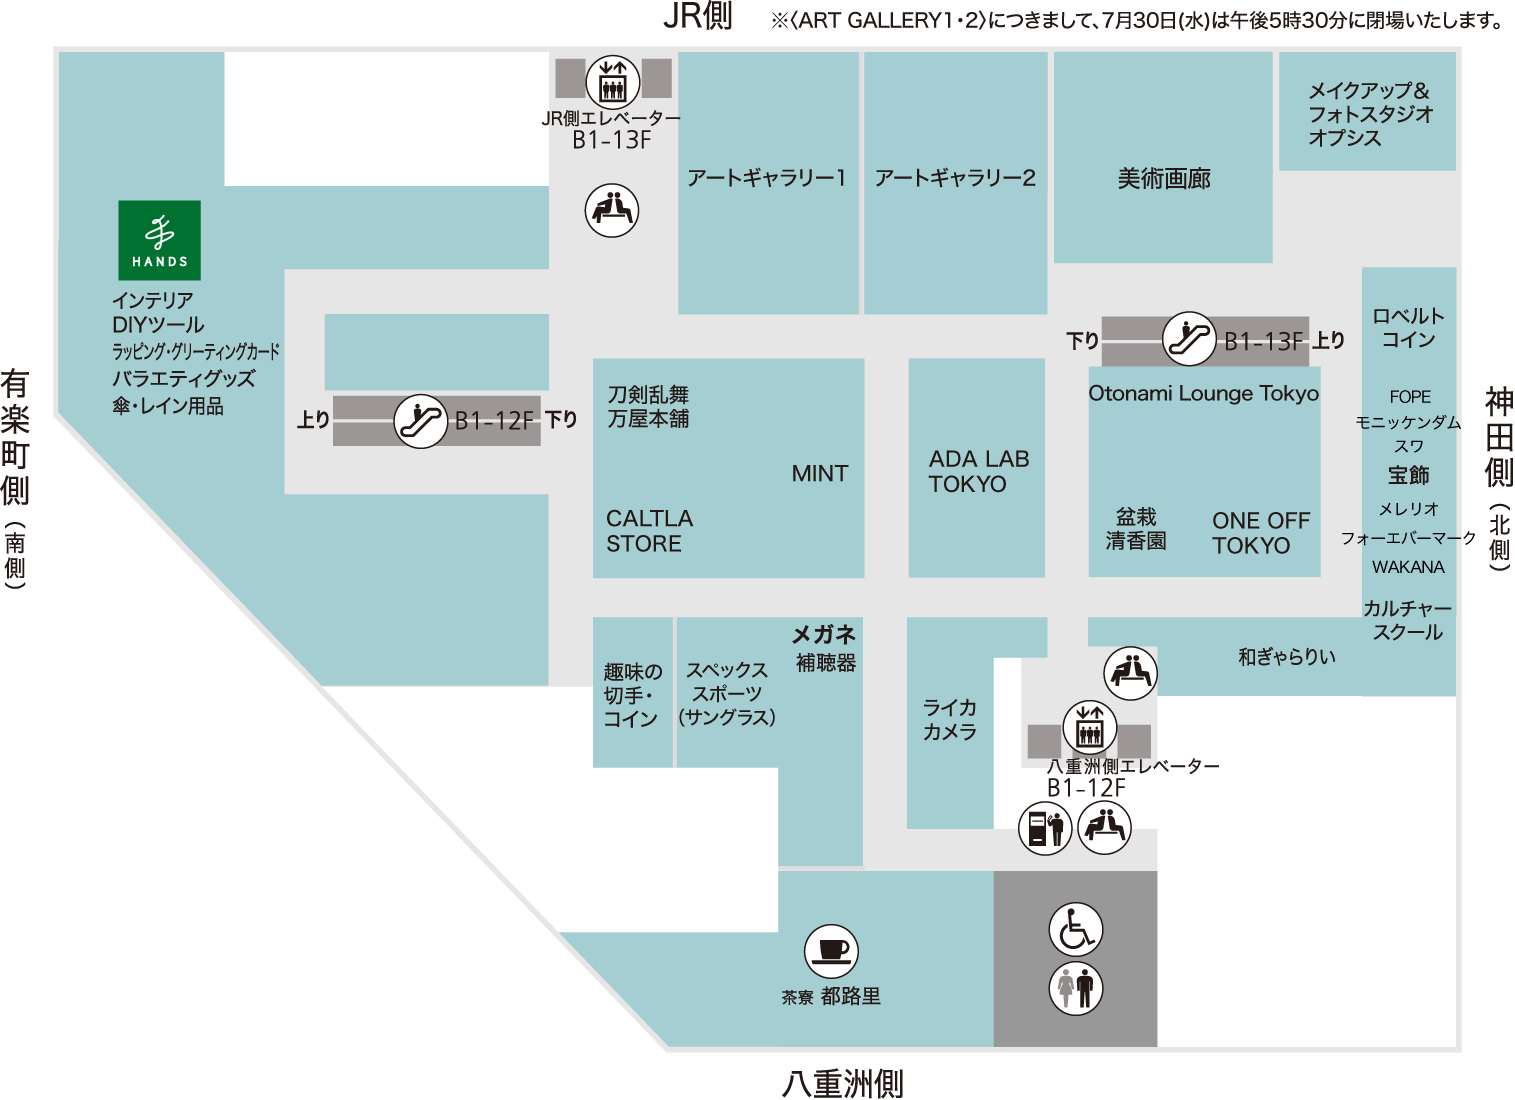 JR側
※〈ART GALLERY1・2〉につきまして、7月30日(水)は午後5時30分に閉場いたします。
JR側エレベーター
B1-13F
アートギャラリー1
アートギャラリー2
美術画廊
メイクアップ&
フォトスタジオ
オプシス
HANDS
インテリア
DIYツール
ラッピング・グリーティングカード
バラエティグッズ
傘・レイン用品
有楽町側(南側)
上り
B1-12F
下り
刀剣乱舞
万屋本舗
MINT
CALTLA
STORE
ADA LAB
TOKYO
下り
B1-13F
上り
Otonami Lounge Tokyo
盆栽
清香園
ONE OFF
TOKYO
ロベルト
コイン
FOPE
モニッケンダム
スワ
宝飾
メレリオ
フォーエバーマーク
WAKANA
カルチャー
スクール
神田側(北側)
趣味の
切手・
コイン
スペックス
スポーツ
(サングラス)
メガネ
補聴器
ライカ
カメラ
和ぎゃらりい
八重洲側エレベーター
B1-12F
茶寮 都路里
八重洲側